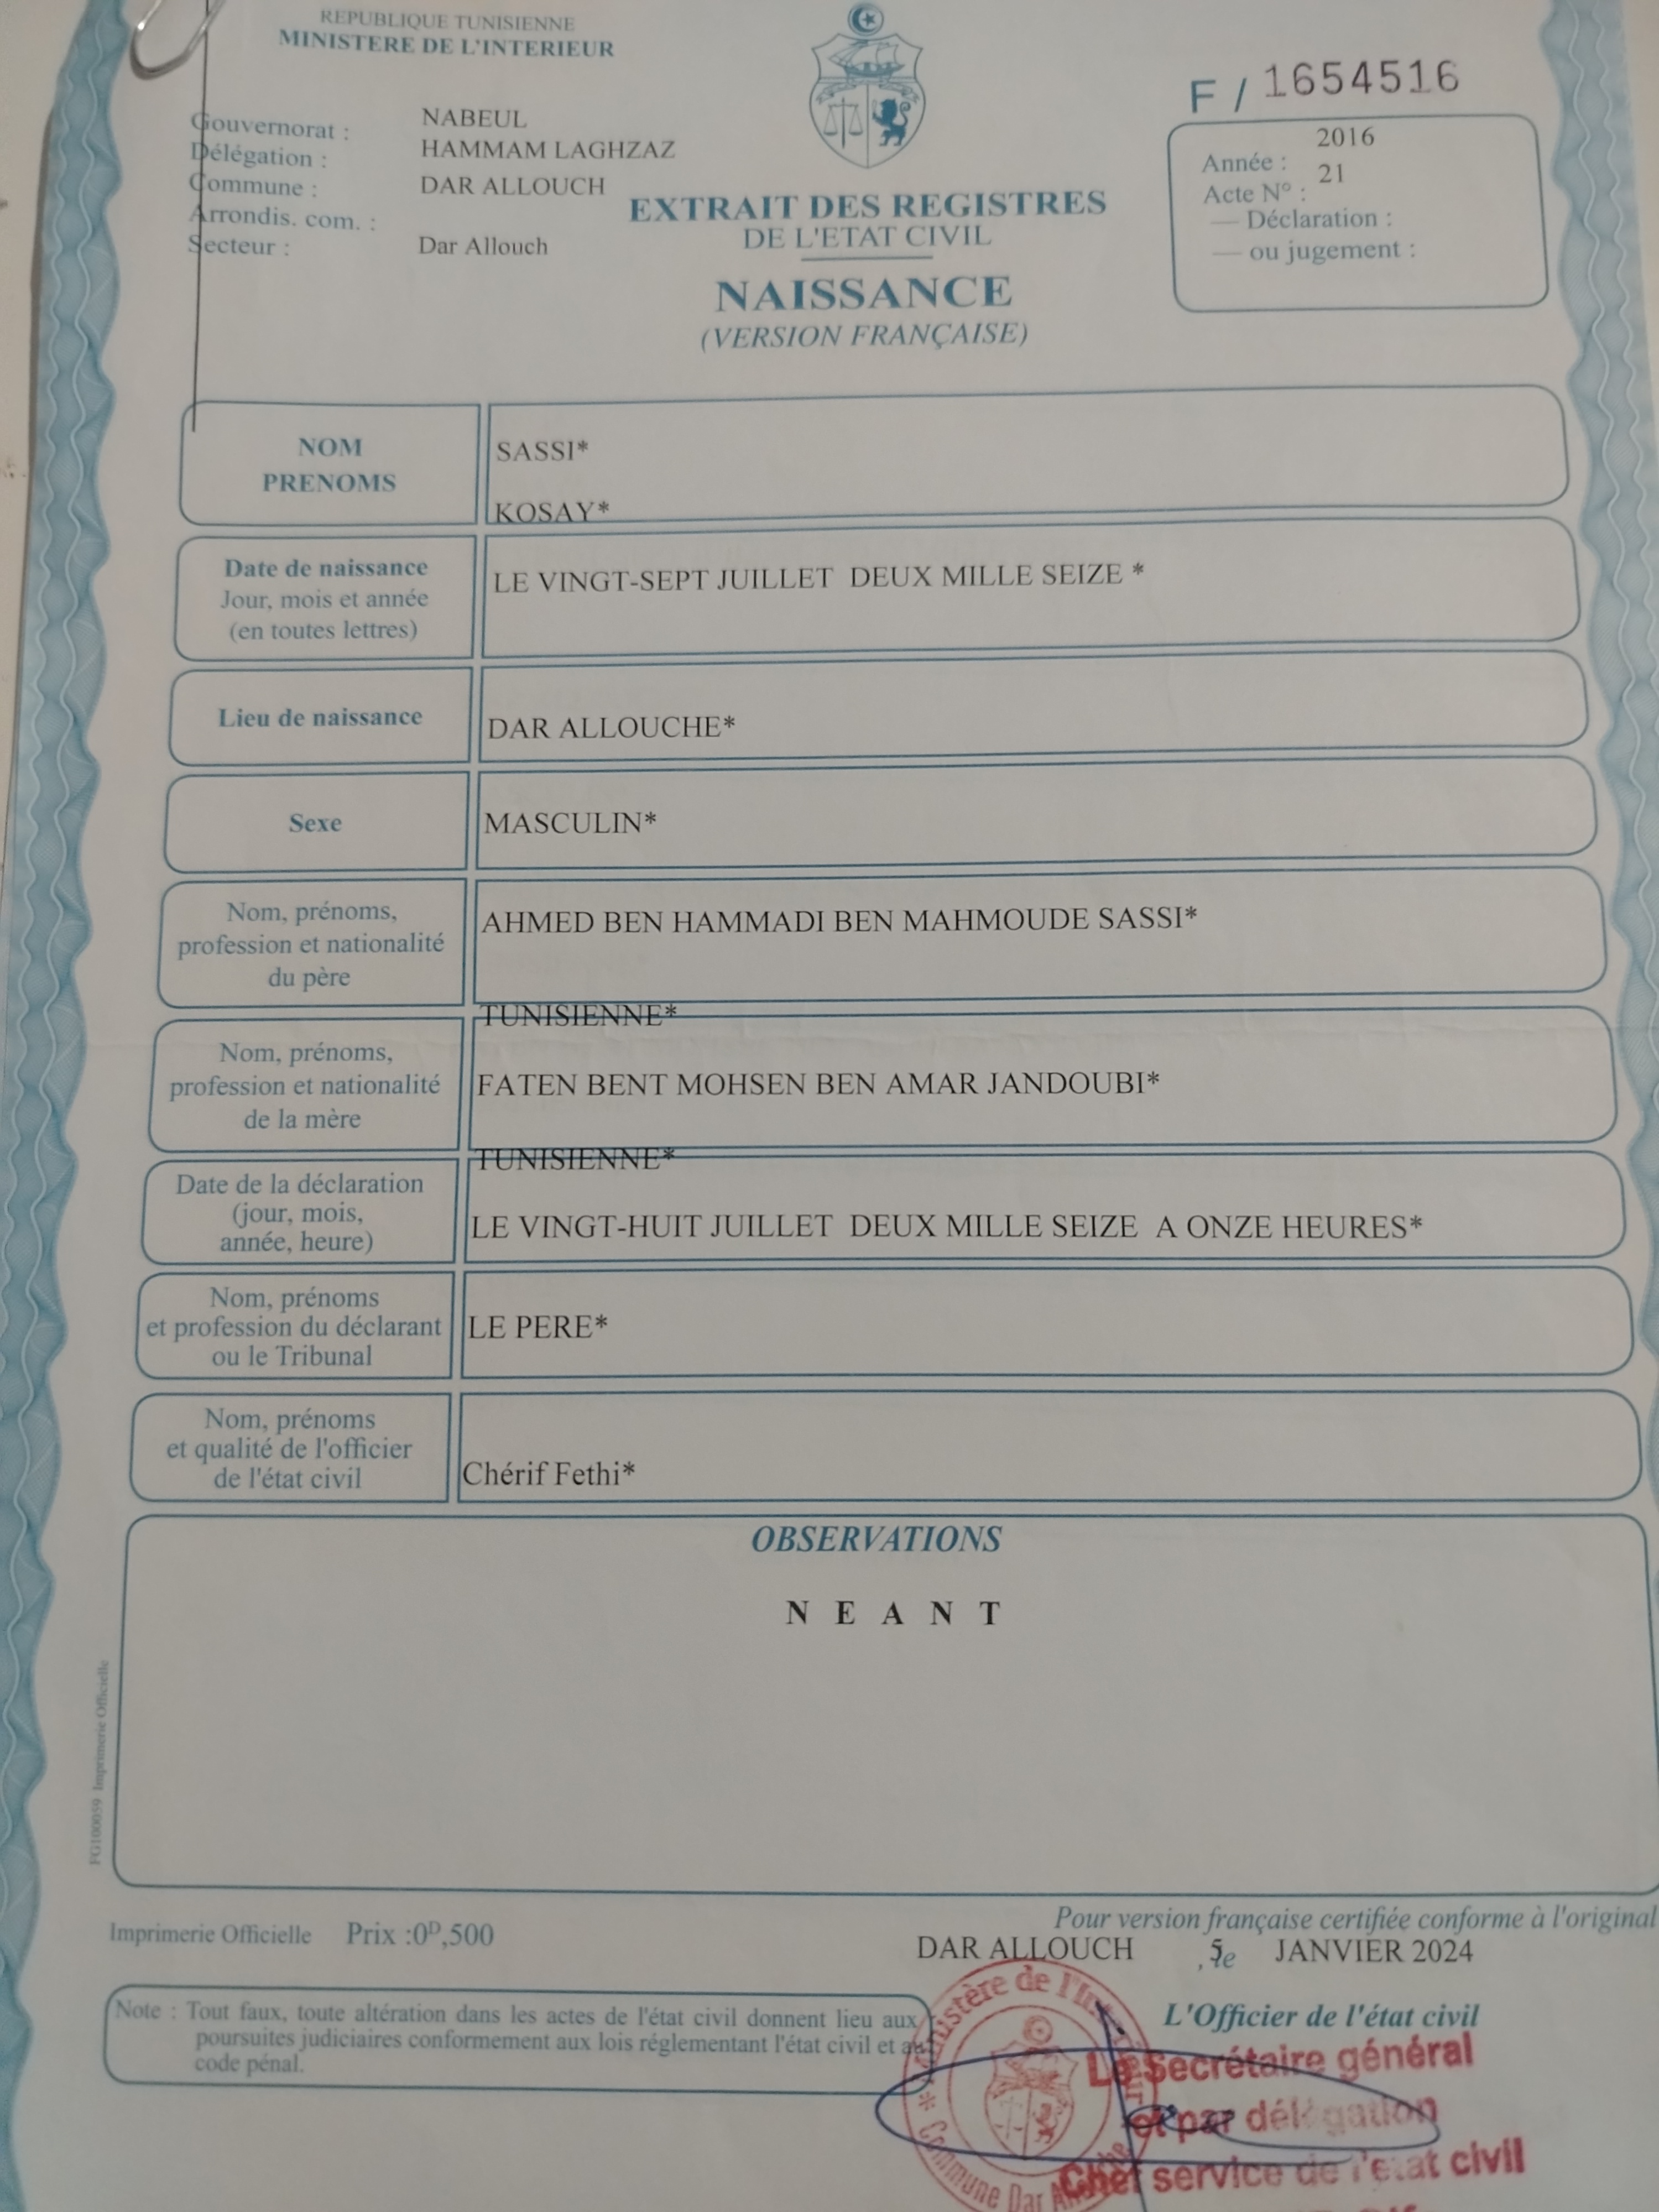 REPUBLIQUE TUNISIENNE
MINISTERE DE L'INTERIEUR
F / 1654516
Gouvernorat : NABEUL
Délégation : HAMMAM LAGHZAZ
Commune : DAR ALLOUCH
Arrondis. com. :
Secteur : Dar Allouch
EXTRAIT DES REGISTRES
DE L'ETAT CIVIL
NAISSANCE
(VERSION FRANÇAISE)
Année : 2016
Acte N° : 21
— Déclaration :
— ou jugement :
NOM
PRENOMS
SASSI*
KOSAY*
Date de naissance
Jour, mois et année
(en toutes lettres)
LE VINGT-SEPT JUILLET DEUX MILLE SEIZE *
Lieu de naissance
DAR ALLOUCHE*
Sexe
MASCULIN*
Nom, prénoms,
profession et nationalité
du père
AHMED BEN HAMMADI BEN MAHMOUDE SASSI*
TUNISIENNE*
Nom, prénoms,
profession et nationalité
de la mère
FATEN BENT MOHSEN BEN AMAR JANDOUBI*
TUNISIENNE*
Date de la déclaration
(jour, mois,
année, heure)
LE VINGT-HUIT JUILLET DEUX MILLE SEIZE A ONZE HEURES*
Nom, prénoms
et profession du déclarant
ou le Tribunal
LE PERE*
Nom, prénoms
et qualité de l'officier
de l'état civil
Chérif Fethi*
OBSERVATIONS
N E A N T
FG100059 Imprimerie Officielle
Imprimerie Officielle Prix :0ᴰ,500
Pour version française certifiée conforme à l'original
DAR ALLOUCH , le 5 JANVIER 2024
Note : Tout faux, toute altération dans les actes de l'état civil donnent lieu aux
poursuites judiciaires conformement aux lois réglementant l'état civil et au
code pénal.
L'Officier de l'état civil
Le Secrétaire général
et par délégation
Chef service de l'etat civil
Ministère de l'Intérieur
* Commune Dar Allouche